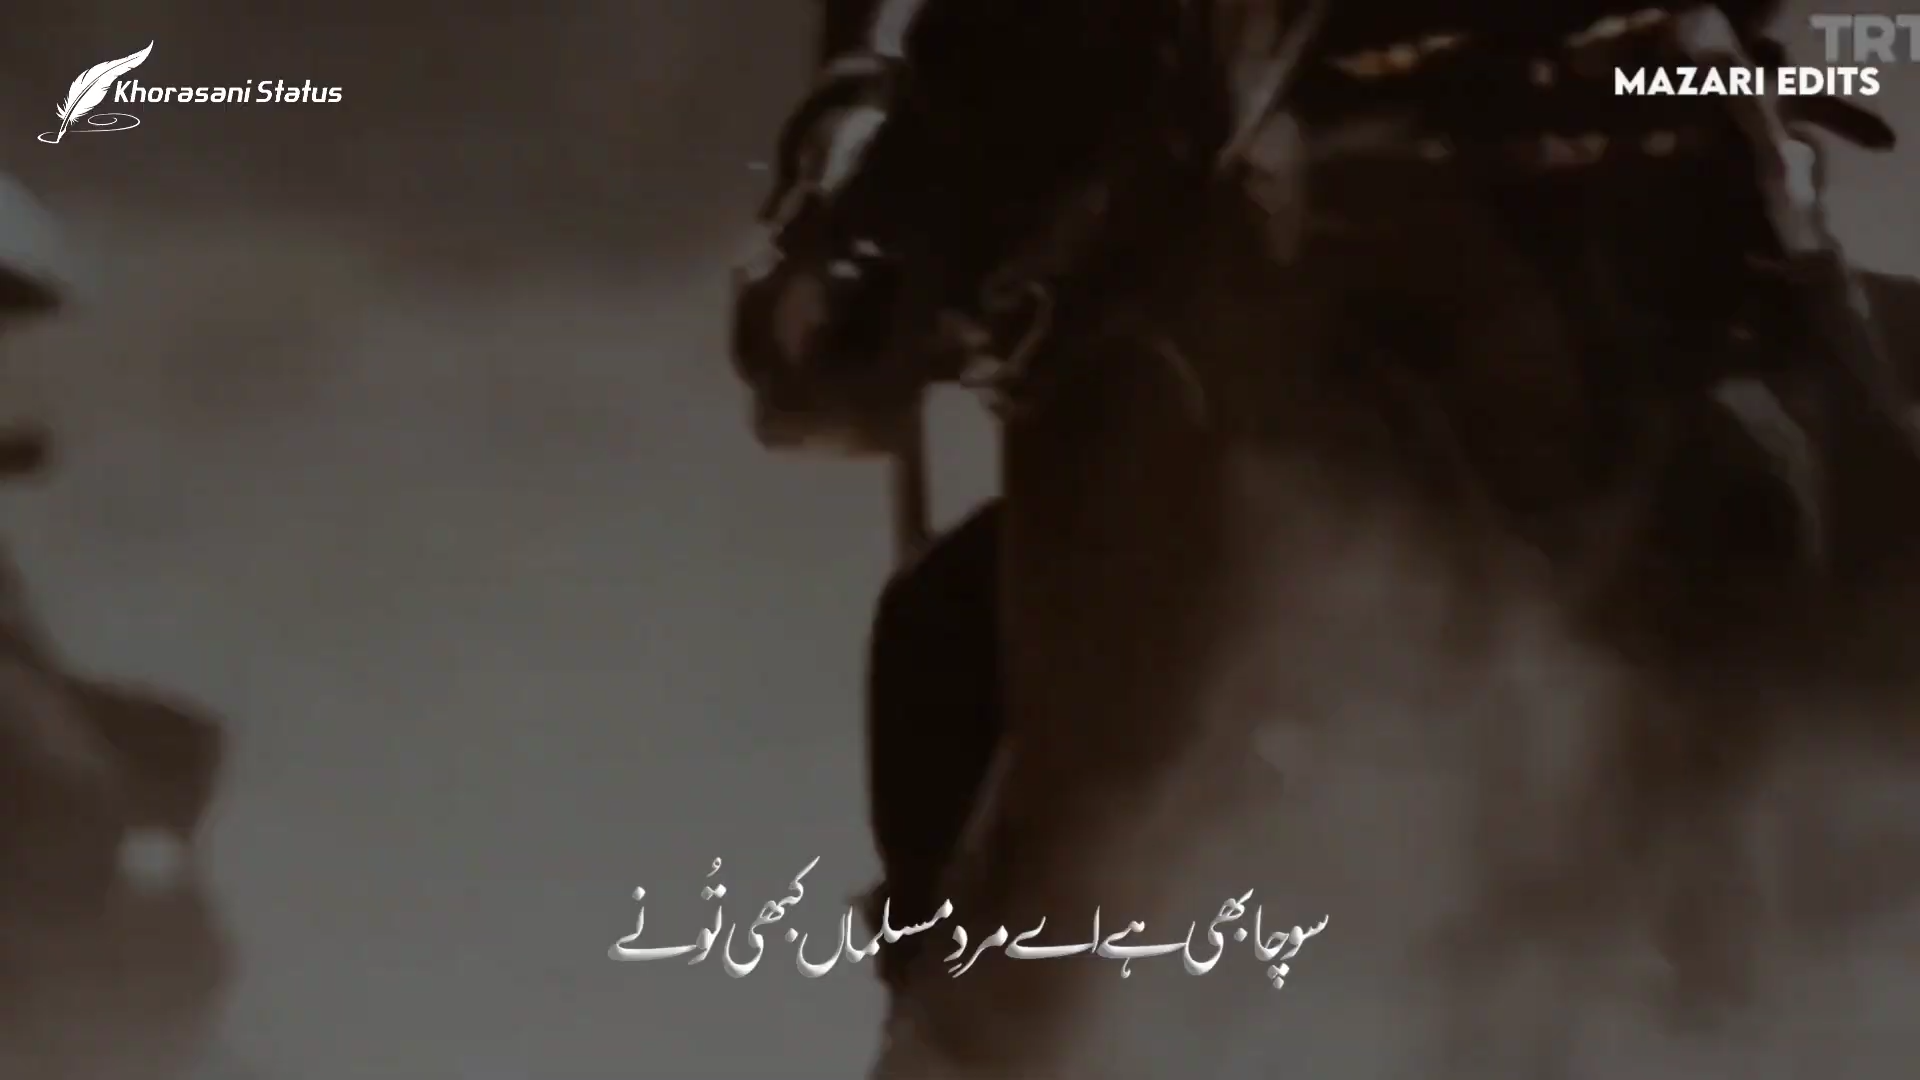 Khorasani Status
TRT
MAZARI EDITS
سوچا بھی ہے اے مردِ مسلماں کبھی تُو نے